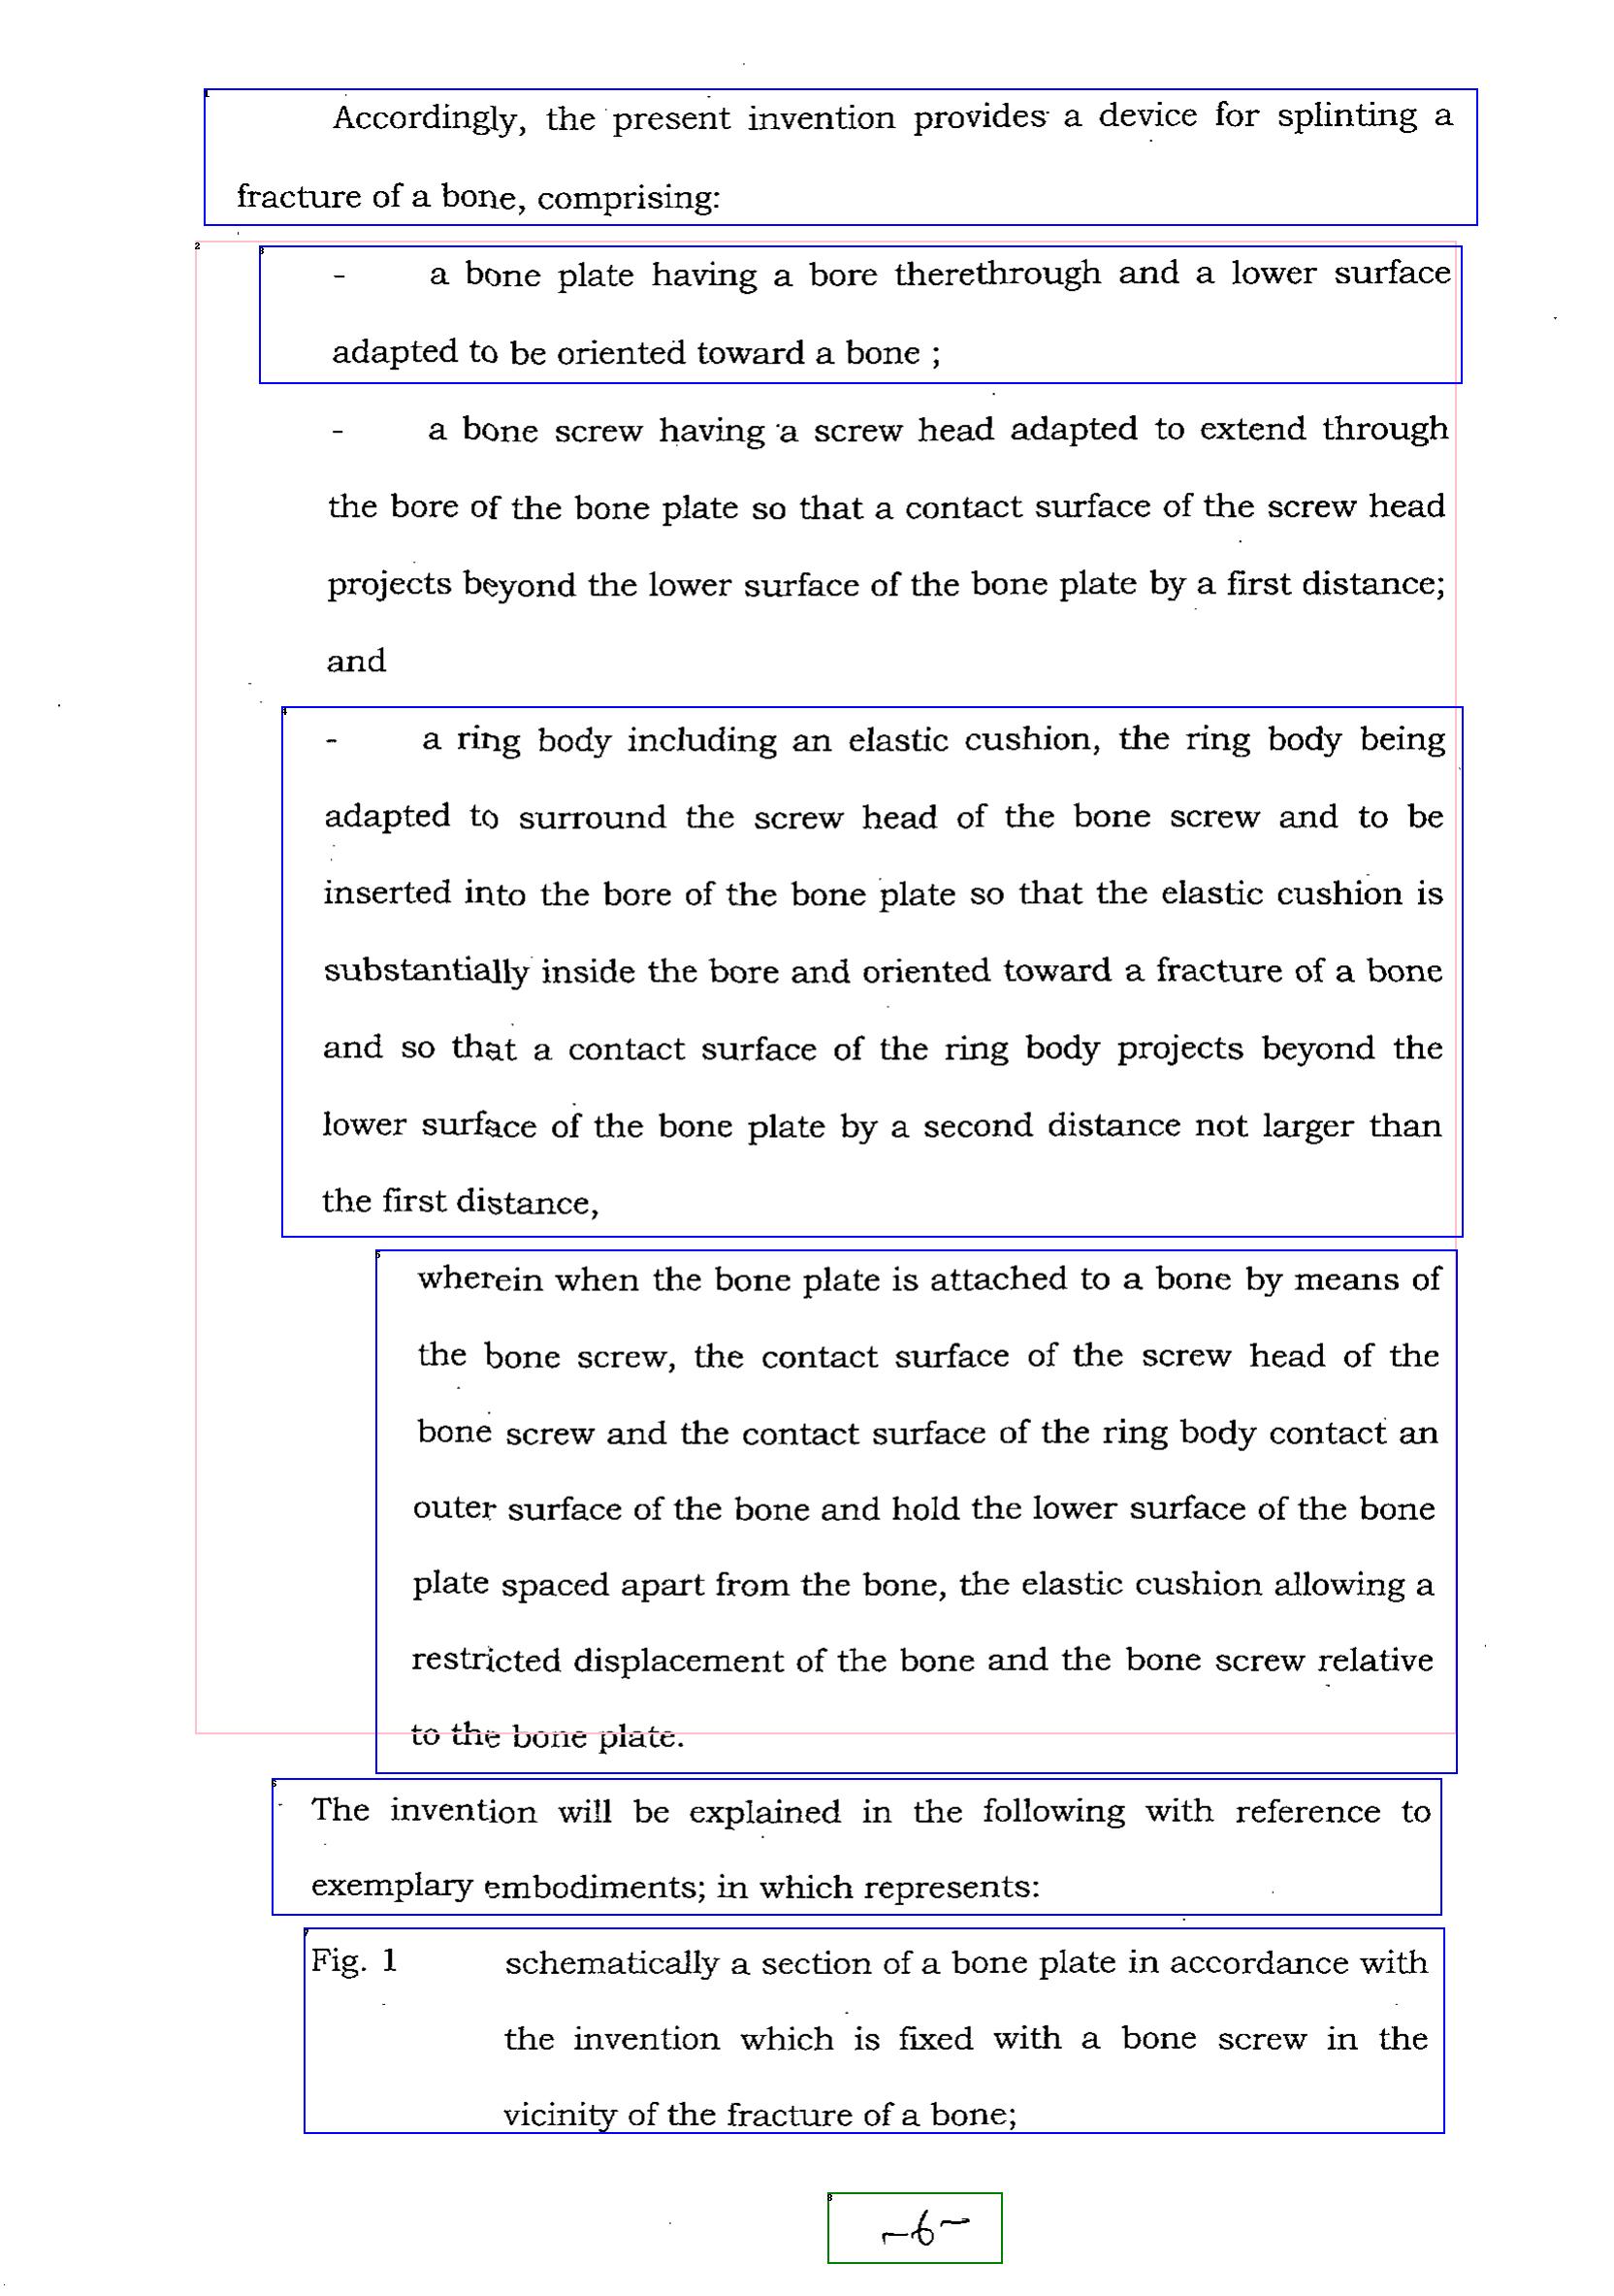 Accordingly, the present invention provides a device for splinting a
fracture of a bone, comprising:
- a bone plate having a bore therethrough and a lower surface
adapted to be oriented toward a bone ;
- a bone screw having a screw head adapted to extend through
the bore of the bone plate so that a contact surface of the screw head
projects beyond the lower surface of the bone plate by a first distance;
and
- a ring body including an elastic cushion, the ring body being
adapted to surround the screw head of the bone screw and to be
inserted into the bore of the bone plate so that the elastic cushion is
substantially inside the bore and oriented toward a fracture of a bone
and so that a contact surface of the ring body projects beyond the
lower surface of the bone plate by a second distance not larger than
the first distance,
wherein when the bone plate is attached to a bone by means of
the bone screw, the contact surface of the screw head of the
bone screw and the contact surface of the ring body contact an
outer surface of the bone and hold the lower surface of the bone
plate spaced apart from the bone, the elastic cushion allowing a
restricted displacement of the bone and the bone screw relative
to the bone plate.
The invention will be explained in the following with reference to
exemplary embodiments; in which represents:
Fig. 1 schematically a section of a bone plate in accordance with
the invention which is fixed with a bone screw in the
vicinity of the fracture of a bone;
-6-